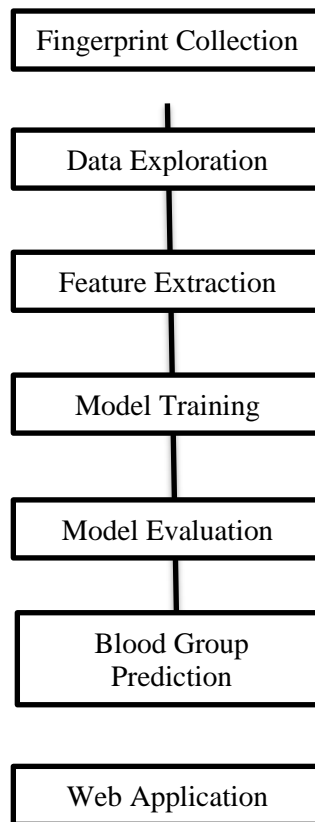 Fingerprint Collection
Data Exploration
Feature Extraction
Model Training
Model Evaluation
Blood Group
Prediction
Web Application